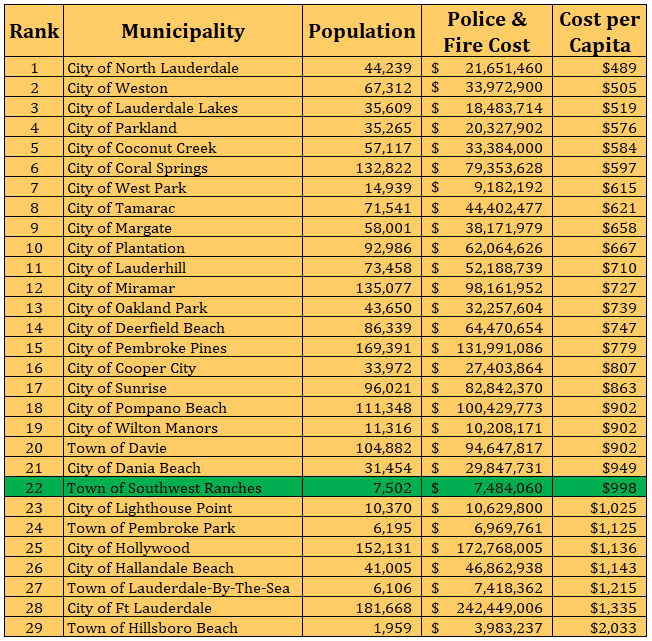 Rank Municipality Population Police & Fire Cost Cost per Capita
1 City of North Lauderdale 44,239 $ 21,651,460 $489
2 City of Weston 67,312 $ 33,972,900 $505
3 City of Lauderdale Lakes 35,609 $ 18,483,714 $519
4 City of Parkland 35,265 $ 20,327,902 $576
5 City of Coconut Creek 57,117 $ 33,384,000 $584
6 City of Coral Springs 132,822 $ 79,353,628 $597
7 City of West Park 14,939 $ 9,182,192 $615
8 City of Tamarac 71,541 $ 44,402,477 $621
9 City of Margate 58,001 $ 38,171,979 $658
10 City of Plantation 92,986 $ 62,064,626 $667
11 City of Lauderhill 73,458 $ 52,188,739 $710
12 City of Miramar 135,077 $ 98,161,952 $727
13 City of Oakland Park 43,650 $ 32,257,604 $739
14 City of Deerfield Beach 86,339 $ 64,470,654 $747
15 City of Pembroke Pines 169,391 $ 131,991,086 $779
16 City of Cooper City 33,972 $ 27,403,864 $807
17 City of Sunrise 96,021 $ 82,842,370 $863
18 City of Pompano Beach 111,348 $ 100,429,773 $902
19 City of Wilton Manors 11,316 $ 10,208,171 $902
20 Town of Davie 104,882 $ 94,647,817 $902
21 City of Dania Beach 31,454 $ 29,847,731 $949
22 Town of Southwest Ranches 7,502 $ 7,484,060 $998
23 City of Lighthouse Point 10,370 $ 10,629,800 $1,025
24 Town of Pembroke Park 6,195 $ 6,969,761 $1,125
25 City of Hollywood 152,131 $ 172,768,005 $1,136
26 City of Hallandale Beach 41,005 $ 46,862,938 $1,143
27 Town of Lauderdale-By-The-Sea 6,106 $ 7,418,362 $1,215
28 City of Ft Lauderdale 181,668 $ 242,449,006 $1,335
29 Town of Hillsboro Beach 1,959 $ 3,983,237 $2,033